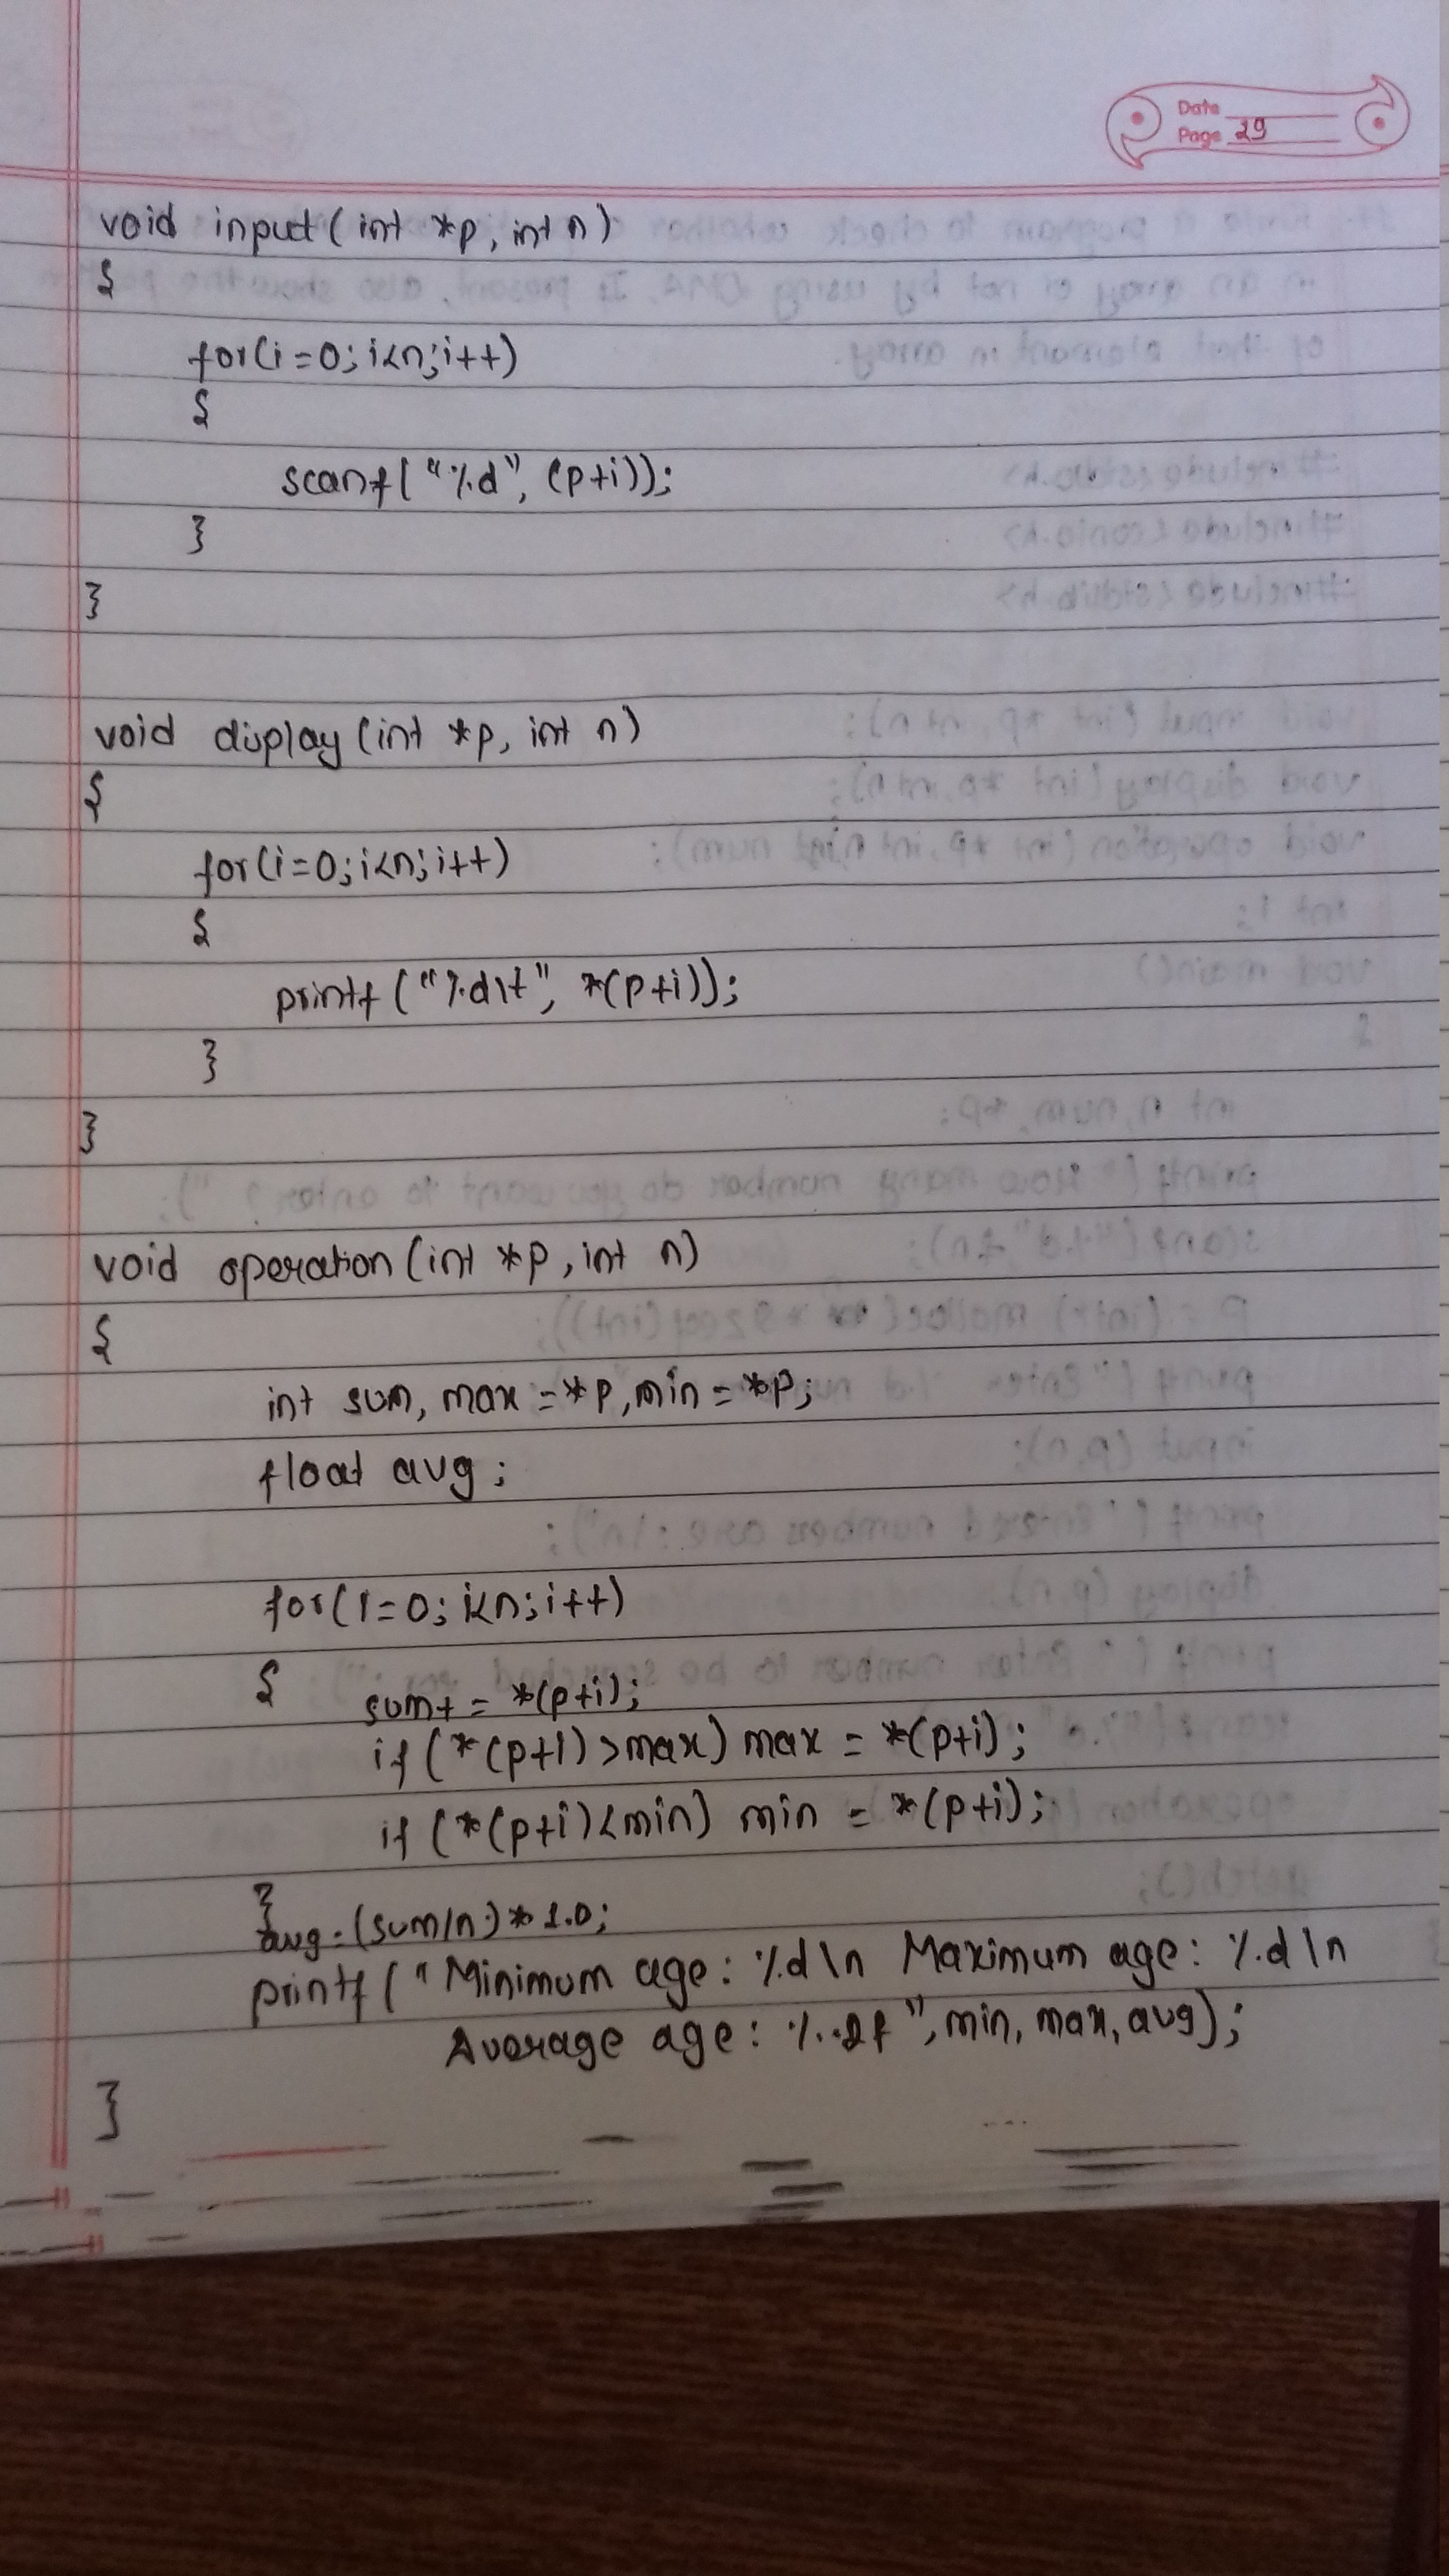 Date
Page 29
void input (int *p, int n)
{
for(i=0; i<n; i++)
{
scanf("%d", (p+i));
}
}
void display (int *p, int n)
{
for(i=0; i<n; i++)
{
printf("%d\t", *(p+i));
}
}
void operation (int *p, int n)
{
int sum, max = *p, min = *p;
float avg;
for(i=0; i<n; i++)
{
sum+ = *(p+i);
if (*(p+i) > max) max = *(p+i);
if (*(p+i) < min) min = *(p+i);
}
avg = (sum/n) * 1.0;
printf("Minimum age: %d\n Maximum age: %d\n
Average age: %.2f", min, max, avg);
}